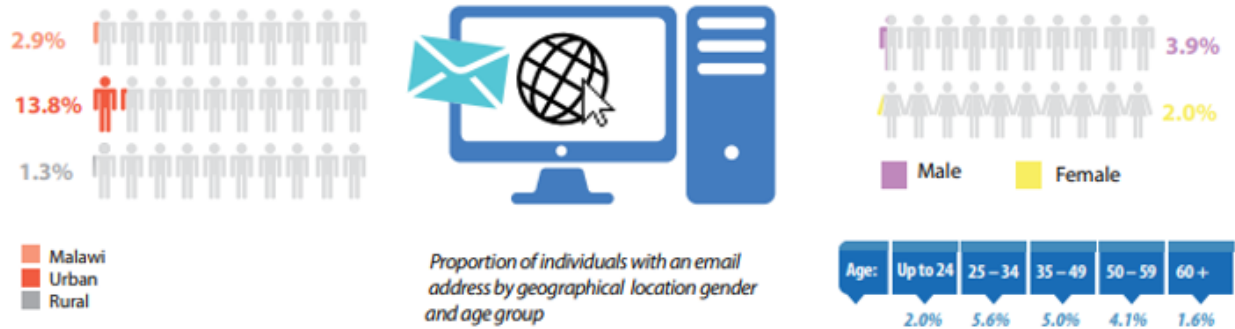 2.9%
13.8%
1.3%
Malawi
Urban
Rural
Proportion of individuals with an email
address by geographical location gender
and age group
3.9%
2.0%
Male Female
Age: Up to 24 25 – 34 35 – 49 50 – 59 60 +
2.0% 5.6% 5.0% 4.1% 1.6%